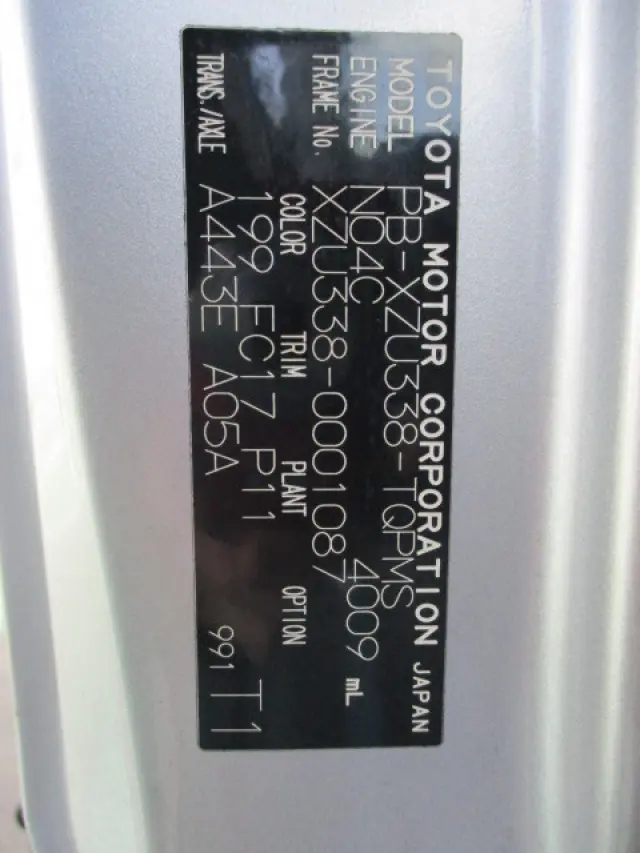 TOYOTA MOTOR CORPORATION JAPAN
MODEL PB-XZU338-TQPMS
ENGINE N04C 4009 mL
FRAME No. XZU338-0001087
COLOR TRIM PLANT OPTION
199 FC17 P11
TRANS./AXLE A443E A05A 991 T1